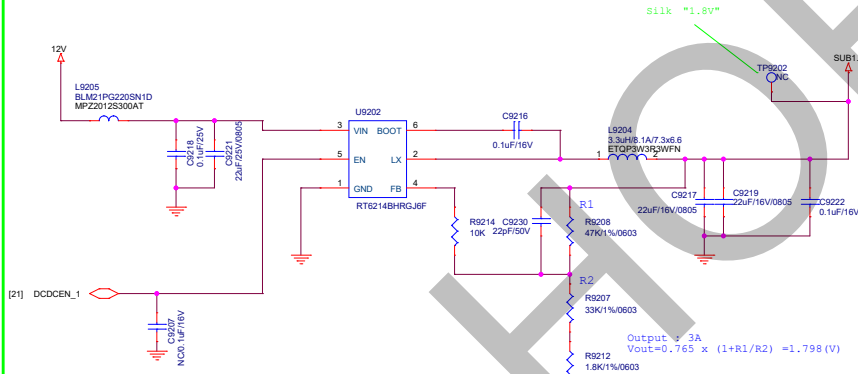 Silk "1.8V"
12V
TP9202
NC
SUB1.
L9205
BLM21PG220SN1D
MPZ2012S300AT
U9202
3 VIN BOOT 6
5 EN LX 2
1 GND FB 4
RT6214BHRGJ6F
C9218
0.1uF/25V
C9221
22uF/25V/0805
C9216
0.1uF/16V
L9204
3.3uH/8.1A/7.3x6.6
ETQP3W3R3WFN
1 2
C9217
22uF/16V/0805
C9219
22uF/16V/0805
C9222
0.1uF/16V
R9214
10K
C9230
22pF/50V
R1
R9208
47K/1%/0603
R2
R9207
33K/1%/0603
R9212
1.8K/1%/0603
[21] DCDCEN_1
C9207
NC/0.1uF/16V
Output : 3A
Vout=0.765 x (1+R1/R2) =1.798(V)